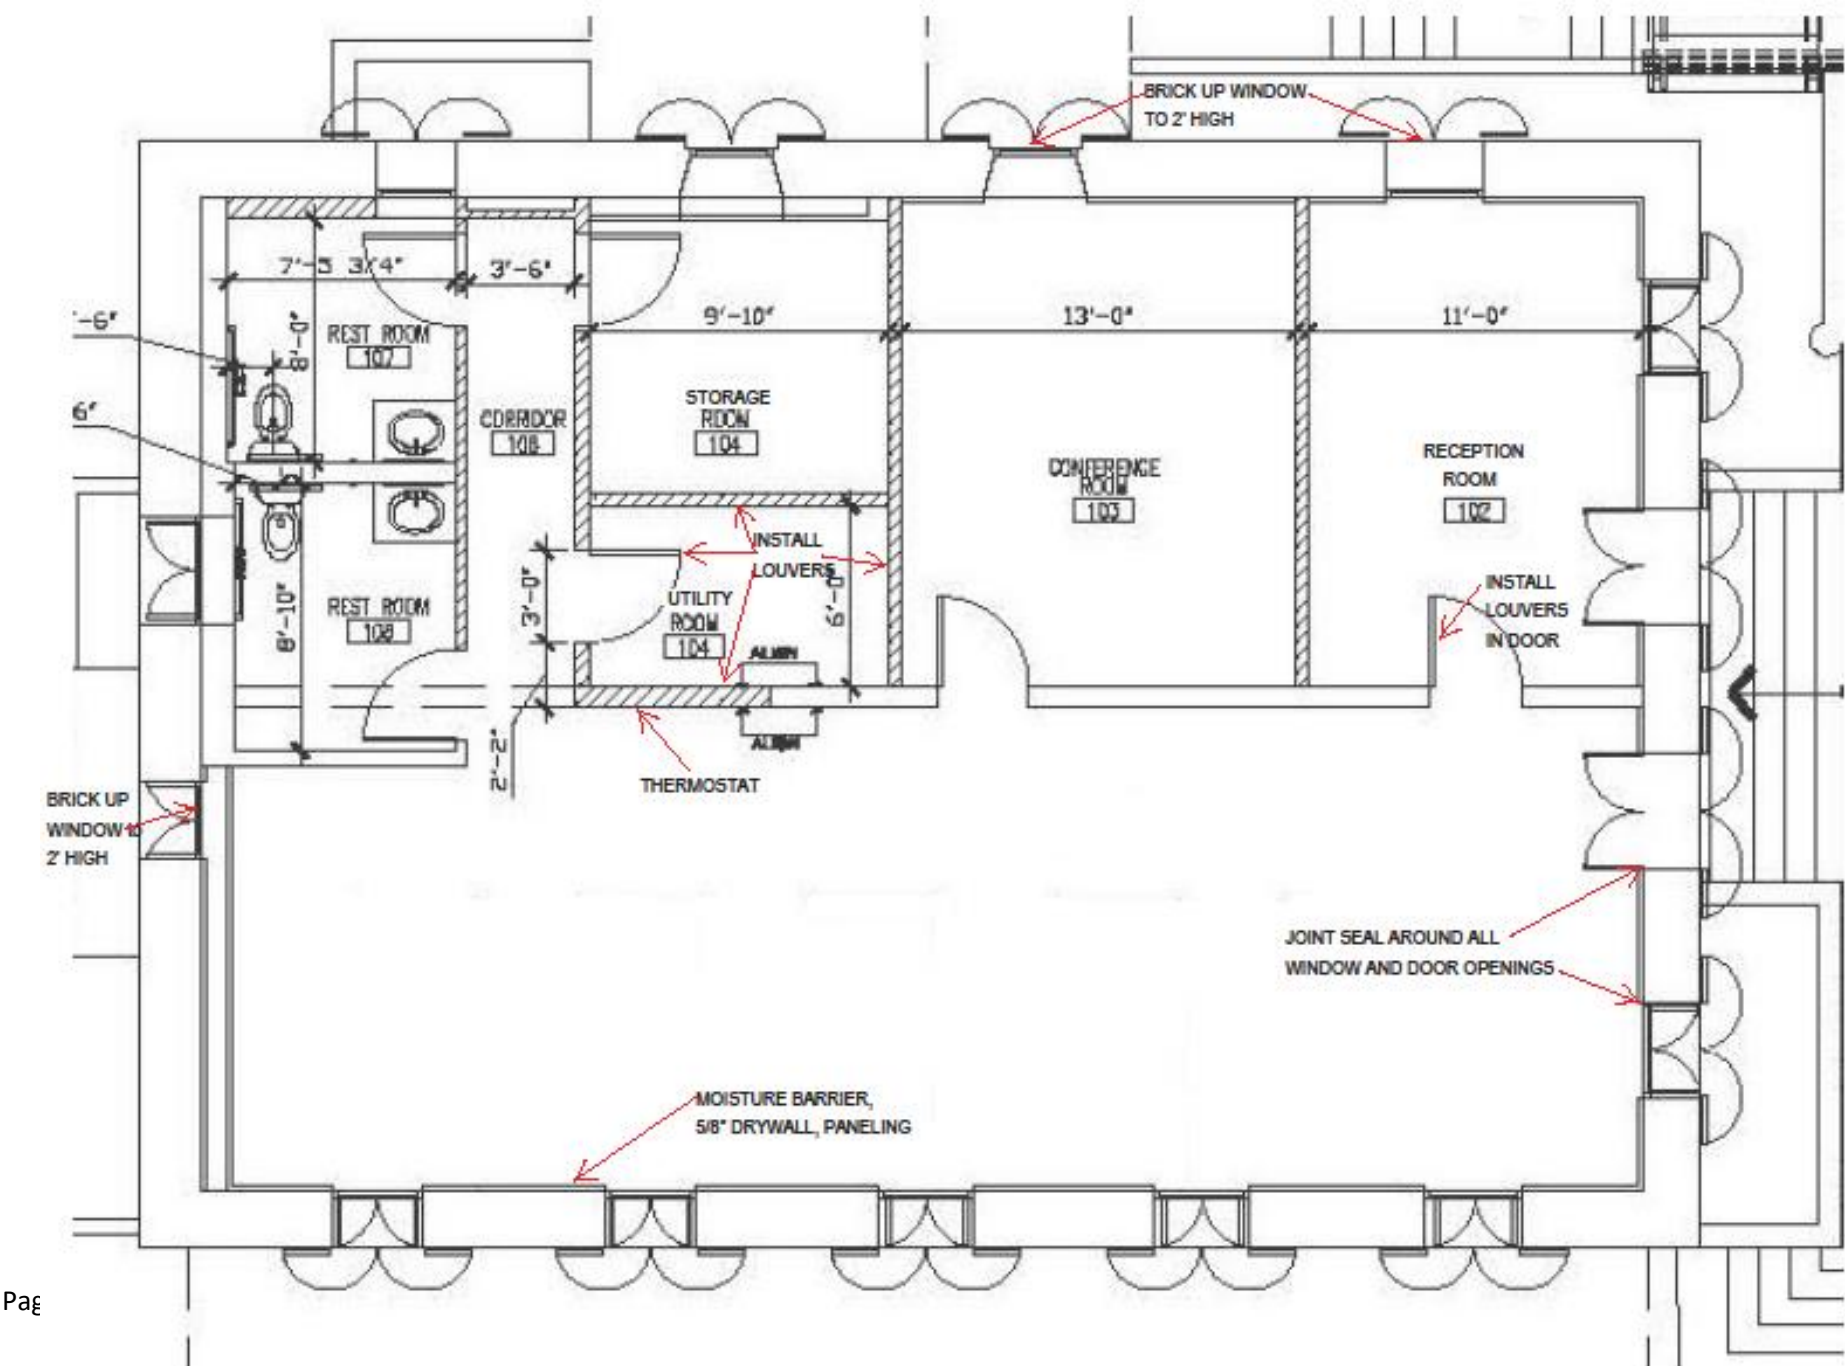 BRICK UP WINDOW
TO 2' HIGH
7'-5 3/4"
3'-6"
9'-10"
13'-0"
11'-0"
'-6"
8'-0"
REST ROOM
107
6"
CORRIDOR
STORAGE
ROOM
104
CONFERENCE
ROOM
103
RECEPTION
ROOM
102
INSTALL
LOUVERS
3'-0"
6'-0"
UTILITY
ROOM
104
INSTALL
LOUVERS
IN DOOR
8'-10"
REST ROOM
ALIGN
ALIGN
2'-2"
THERMOSTAT
BRICK UP
WINDOW to
2' HIGH
JOINT SEAL AROUND ALL
WINDOW AND DOOR OPENINGS
MOISTURE BARRIER,
5/8" DRYWALL, PANELING
Pag